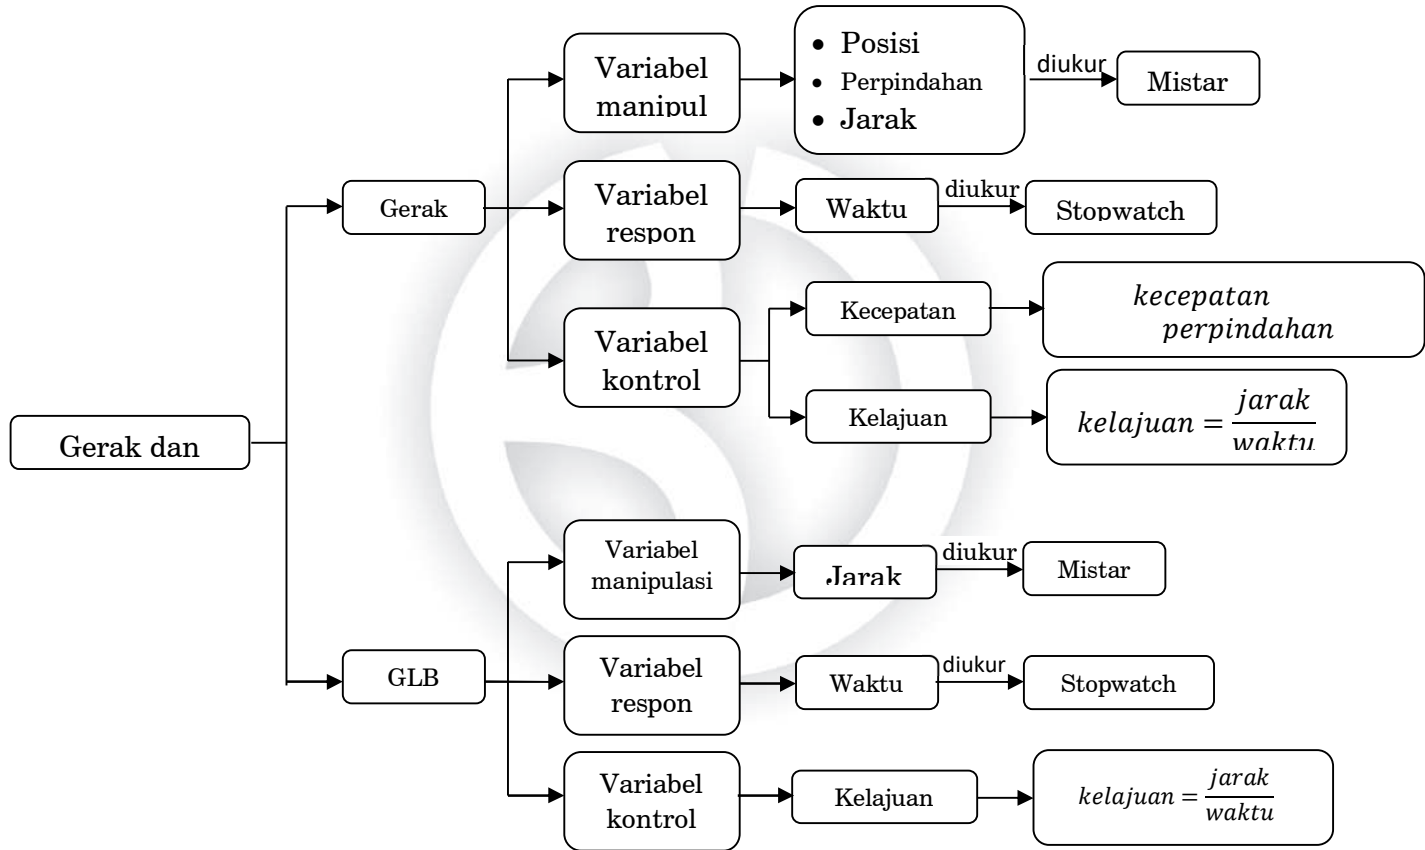 Variabel
manipul
• Posisi
• Perpindahan
• Jarak
diukur
Mistar
Gerak
Variabel
respon
Waktu
diukur
Stopwatch
Variabel
kontrol
Kecepatan
kecepatan
perpindahan
Kelajuan
kelajuan = jarak
waktu
Gerak dan
Variabel
manipulasi
Jarak
diukur
Mistar
GLB
Variabel
respon
Waktu
diukur
Stopwatch
Variabel
kontrol
Kelajuan
kelajuan = jarak
waktu